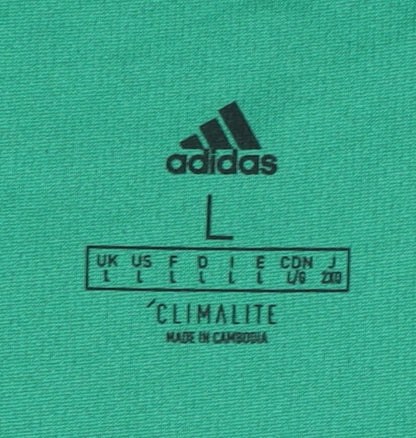 adidas
L
UK US F D I E CDN J
L L L L L L L/G 2XO
´CLIMALITE
MADE IN CAMBODIA